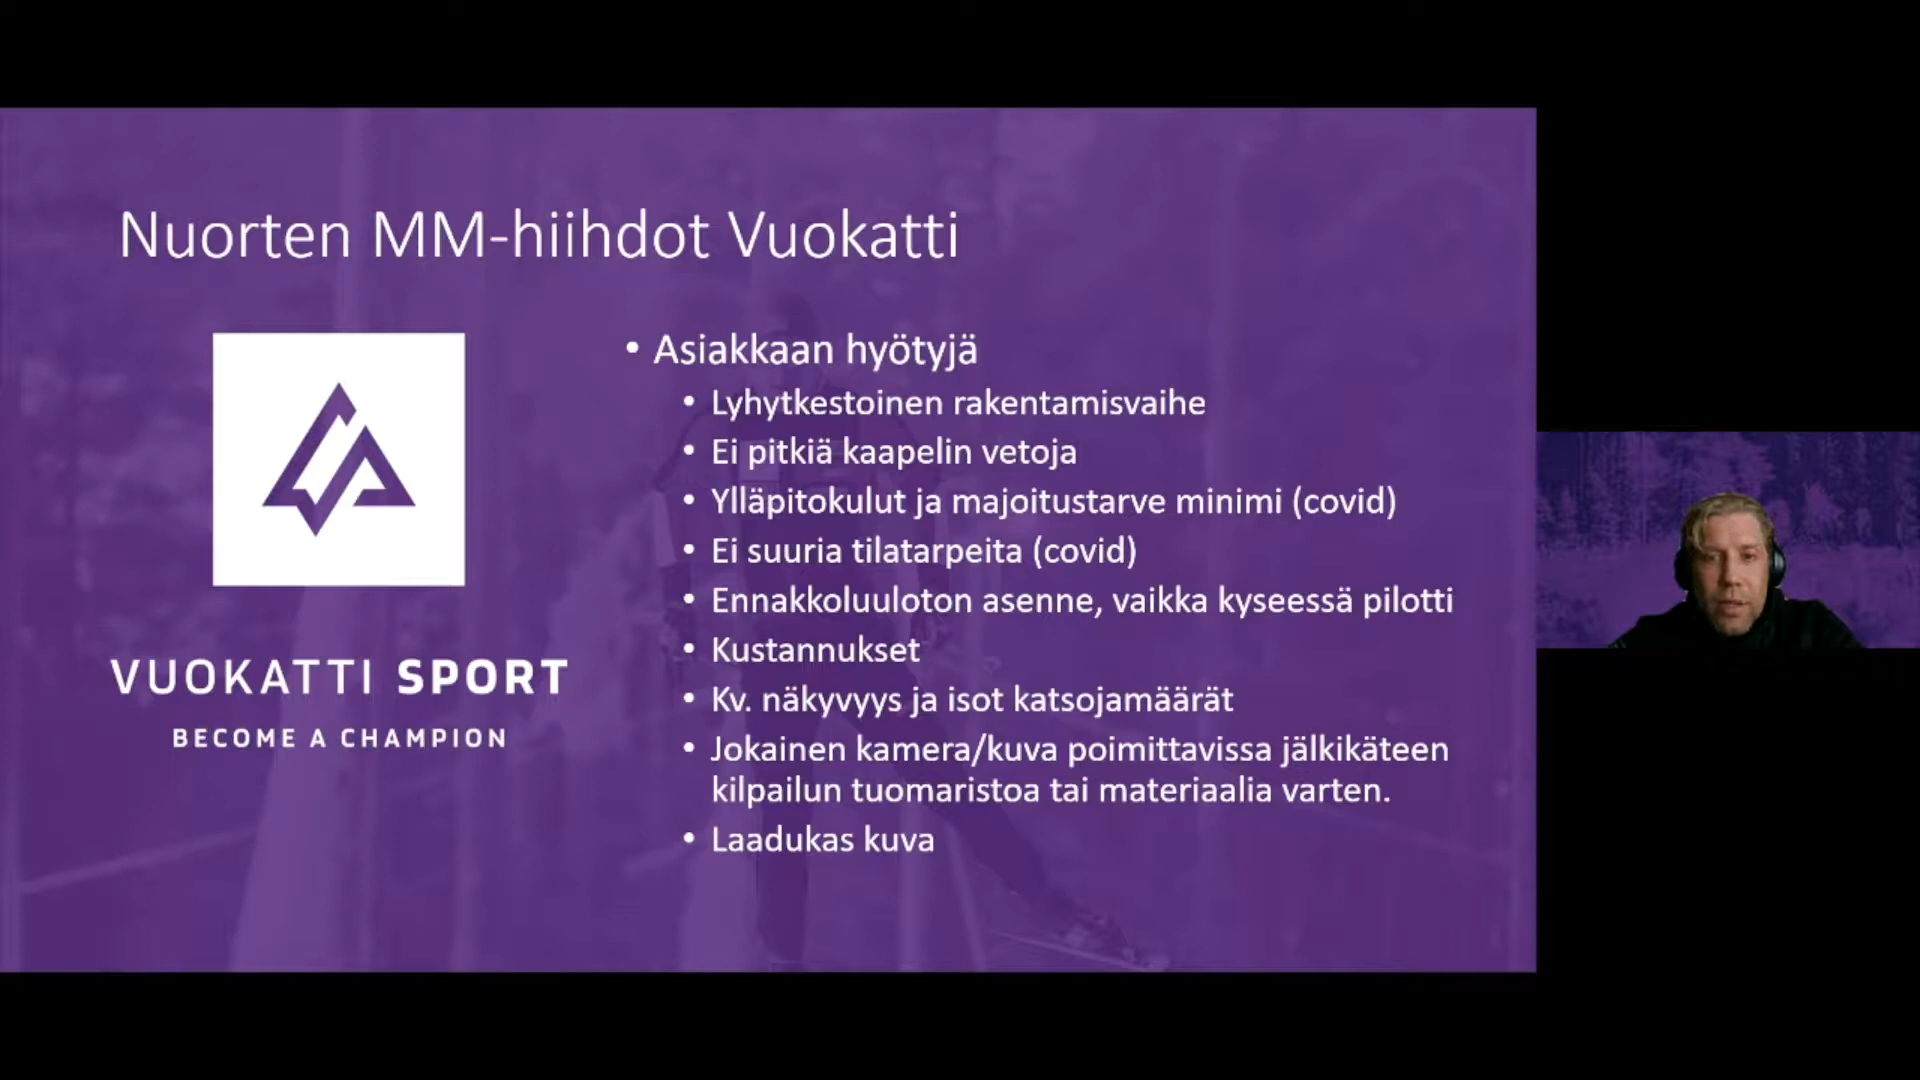 Nuorten MM-hiihdot Vuokatti
VUOKATTI SPORT
BECOME A CHAMPION
• Asiakkaan hyötyjä
• Lyhytkestoinen rakentamisvaihe
• Ei pitkiä kaapelin vetoja
• Ylläpitokulut ja majoitustarve minimi (covid)
• Ei suuria tilatarpeita (covid)
• Ennakkoluuloton asenne, vaikka kyseessä pilotti
• Kustannukset
• Kv. näkyvyys ja isot katsojamäärät
• Jokainen kamera/kuva poimittavissa jälkikäteen
kilpailun tuomaristoa tai materiaalia varten.
• Laadukas kuva